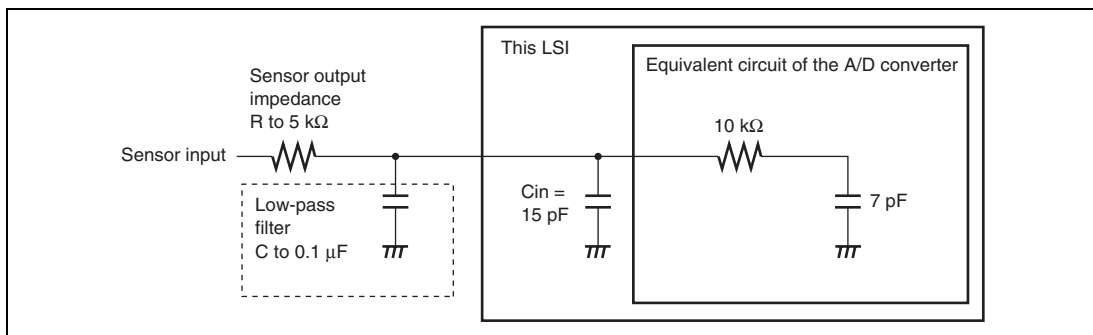 This LSI
Equivalent circuit of the A/D converter
Sensor output
impedance
R to 5 kΩ
10 kΩ
Sensor input
Low-pass
filter
C to 0.1 μF
Cin =
15 pF
7 pF